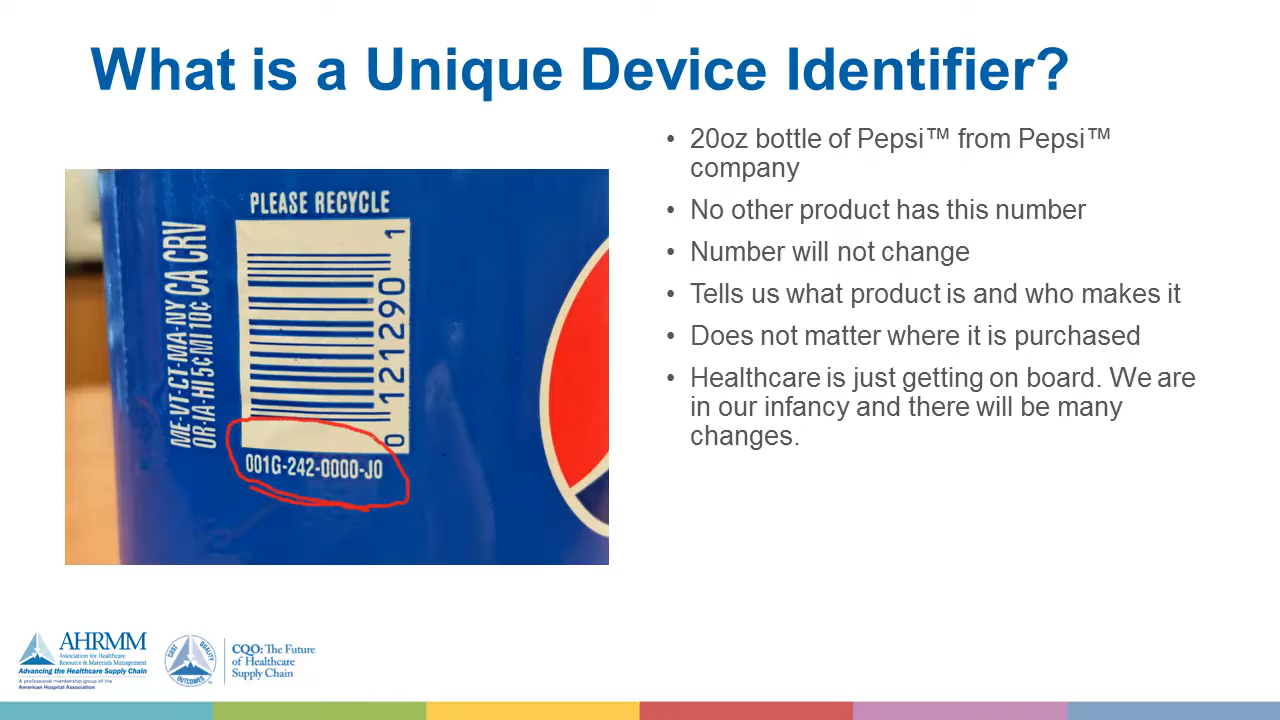 What is a Unique Device Identifier?
PLEASE RECYCLE
ME-VT-CT-MA-NY CA CRV
OR-IA-HI 5¢ MI 10¢
0 121290 1
001G-242-0000-JO
• 20oz bottle of Pepsi™ from Pepsi™
company
• No other product has this number
• Number will not change
• Tells us what product is and who makes it
• Does not matter where it is purchased
• Healthcare is just getting on board. We are
in our infancy and there will be many
changes.
AHRMM
Association for Healthcare
Resource & Materials Management
Advancing the Healthcare Supply Chain
A professional membership group of the
American Hospital Association
COST
QUALITY
OUTCOMES
CQO: The Future
of Healthcare
Supply Chain